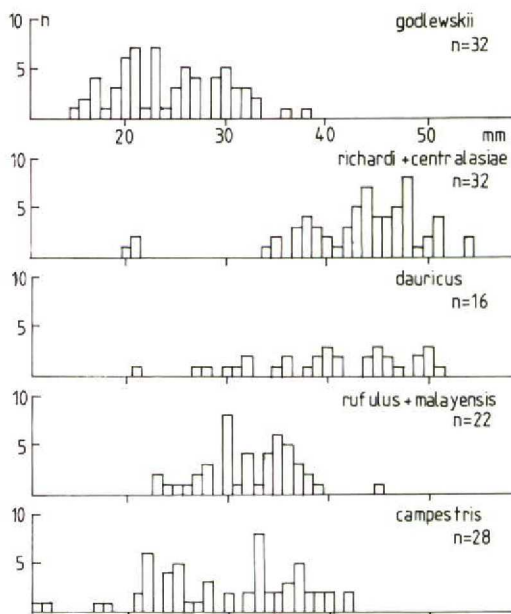 10 n godlewskii
n=32
5
20 30 40 50 mm
10 richardi + centralasiae
n=32
5
10 dauricus
n=16
5
10 rufulus + malayensis
n=22
5
10 campestris
n=28
5